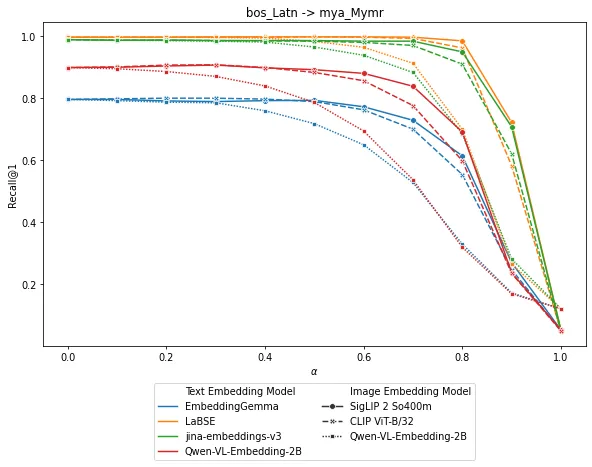 bos_Latn -> mya_Mymr
1.0
0.8
0.6
0.4
0.2
Recall@1
0.0 0.2 0.4 0.6 0.8 1.0
α
Text Embedding Model Image Embedding Model
EmbeddingGemma SigLIP 2 So400m
LaBSE CLIP ViT-B/32
jina-embeddings-v3 Qwen-VL-Embedding-2B
Qwen-VL-Embedding-2B